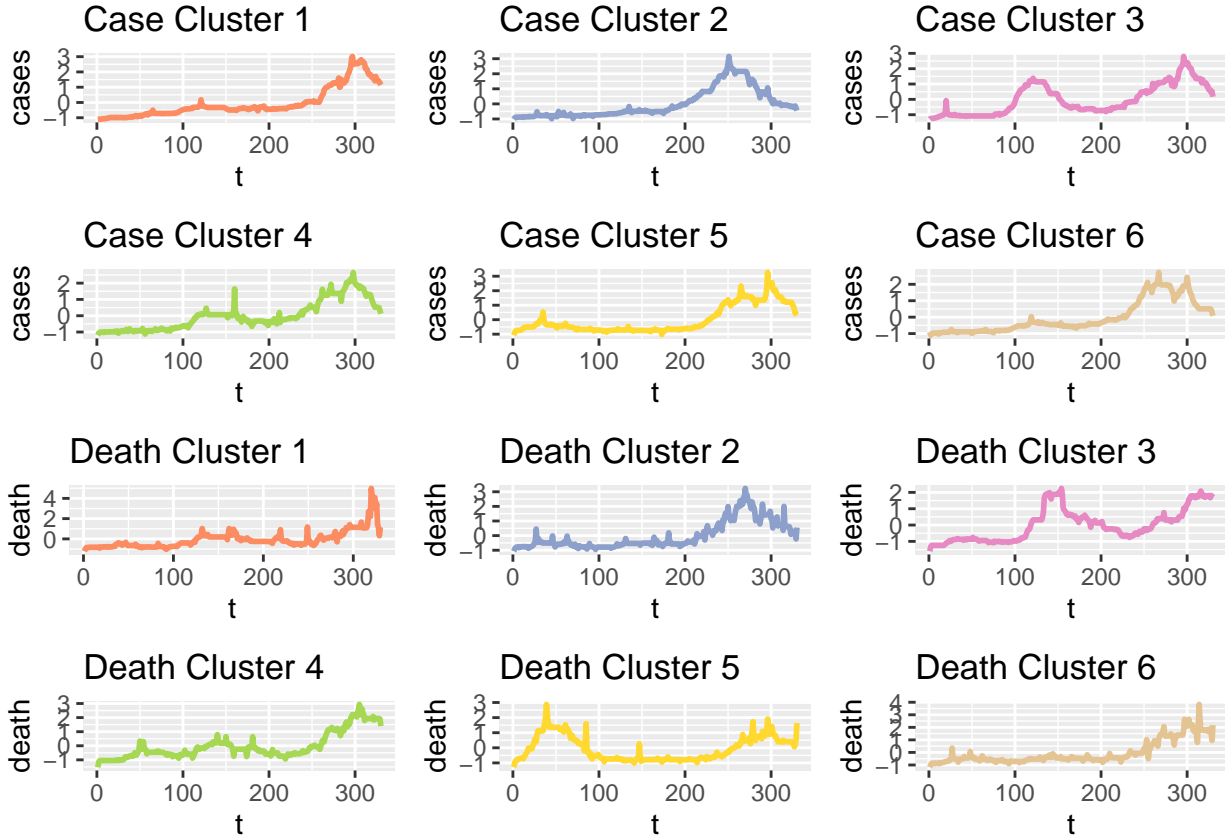 Case Cluster 1
cases
3
2
1
0
−1
0 100 200 300
t
Case Cluster 2
cases
3
2
1
0
−1
0 100 200 300
t
Case Cluster 3
cases
3
2
1
0
−1
0 100 200 300
t
Case Cluster 4
cases
2
1
0
−1
0 100 200 300
t
Case Cluster 5
cases
3
2
1
0
−1
0 100 200 300
t
Case Cluster 6
cases
2
1
0
−1
0 100 200 300
t
Death Cluster 1
death
4
2
0
0 100 200 300
t
Death Cluster 2
death
3
2
1
0
−1
0 100 200 300
t
Death Cluster 3
death
2
1
0
−1
0 100 200 300
t
Death Cluster 4
death
3
2
1
0
−1
0 100 200 300
t
Death Cluster 5
death
3
2
1
0
−1
0 100 200 300
t
Death Cluster 6
death
4
3
2
1
0
−1
0 100 200 300
t